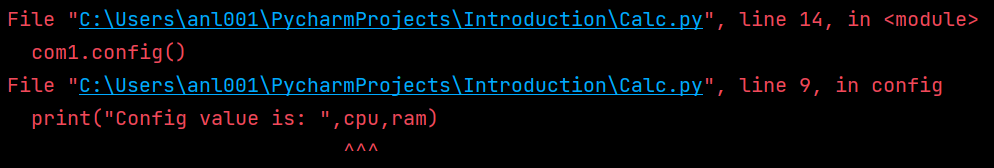 File "C:\Users\anl001\PycharmProjects\Introduction\Calc.py", line 14, in <module>
  com1.config()
File "C:\Users\anl001\PycharmProjects\Introduction\Calc.py", line 9, in config
  print("Config value is: ",cpu,ram)
                            ^^^